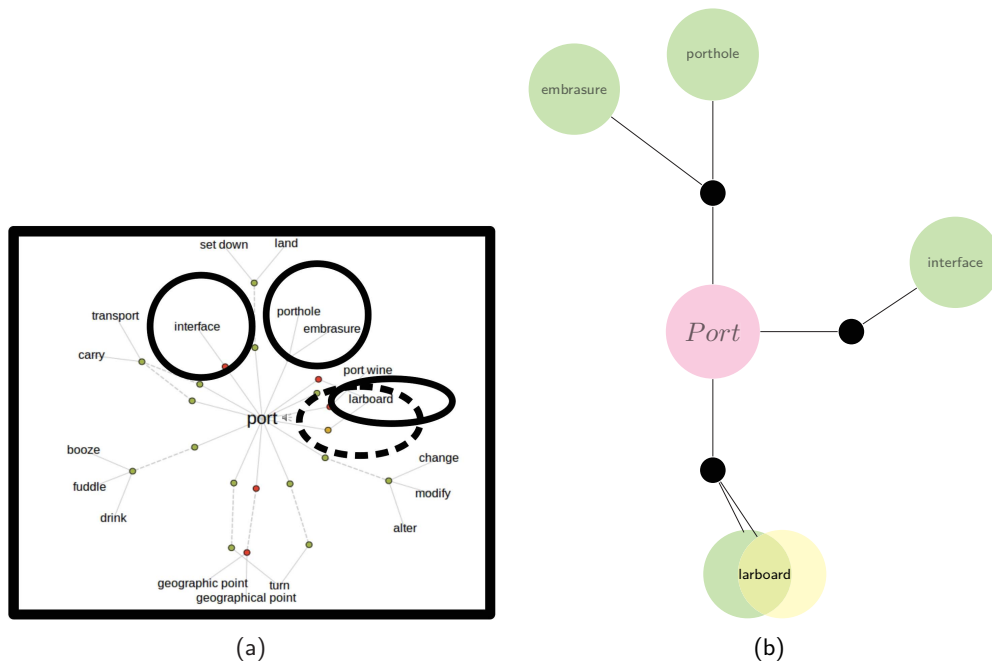 set down
land
transport
carry
interface
porthole
embrasure
port wine
larboard
port
booze
fuddle
drink
change
modify
alter
geographic point
geographical point
turn
(a)
porthole
embrasure
interface
Port
larboard
(b)